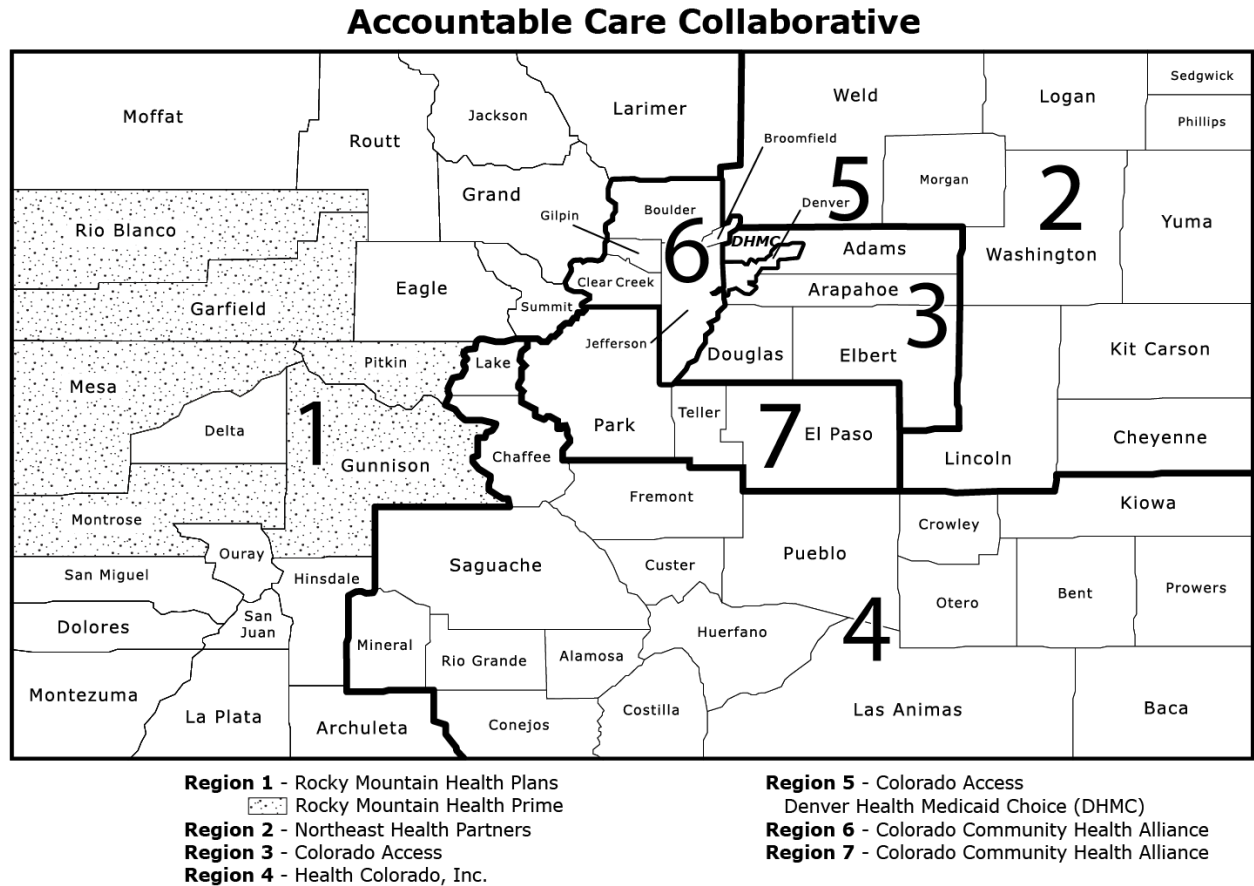 Accountable Care Collaborative
Moffat
Routt
Jackson
Larimer
Weld
Logan
Sedgwick
Phillips
Broomfield
Morgan
Grand
Gilpin
Boulder
5
Denver
2
Yuma
Rio Blanco
6
DHMC
Adams
Washington
Eagle
Clear Creek
Arapahoe
Garfield
Summit
3
Jefferson
Douglas
Elbert
Kit Carson
Mesa
Pitkin
Lake
Delta
1
Teller
Park
7
El Paso
Cheyenne
Gunnison
Chaffee
Lincoln
Fremont
Kiowa
Montrose
Crowley
Ouray
Saguache
Custer
Pueblo
San Miguel
Hinsdale
Otero
Bent
Prowers
Dolores
San
Juan
Mineral
Rio Grande
Alamosa
Huerfano
4
Montezuma
La Plata
Archuleta
Conejos
Costilla
Las Animas
Baca
Region 1 - Rocky Mountain Health Plans
Rocky Mountain Health Prime
Region 2 - Northeast Health Partners
Region 3 - Colorado Access
Region 4 - Health Colorado, Inc.
Region 5 - Colorado Access
Denver Health Medicaid Choice (DHMC)
Region 6 - Colorado Community Health Alliance
Region 7 - Colorado Community Health Alliance